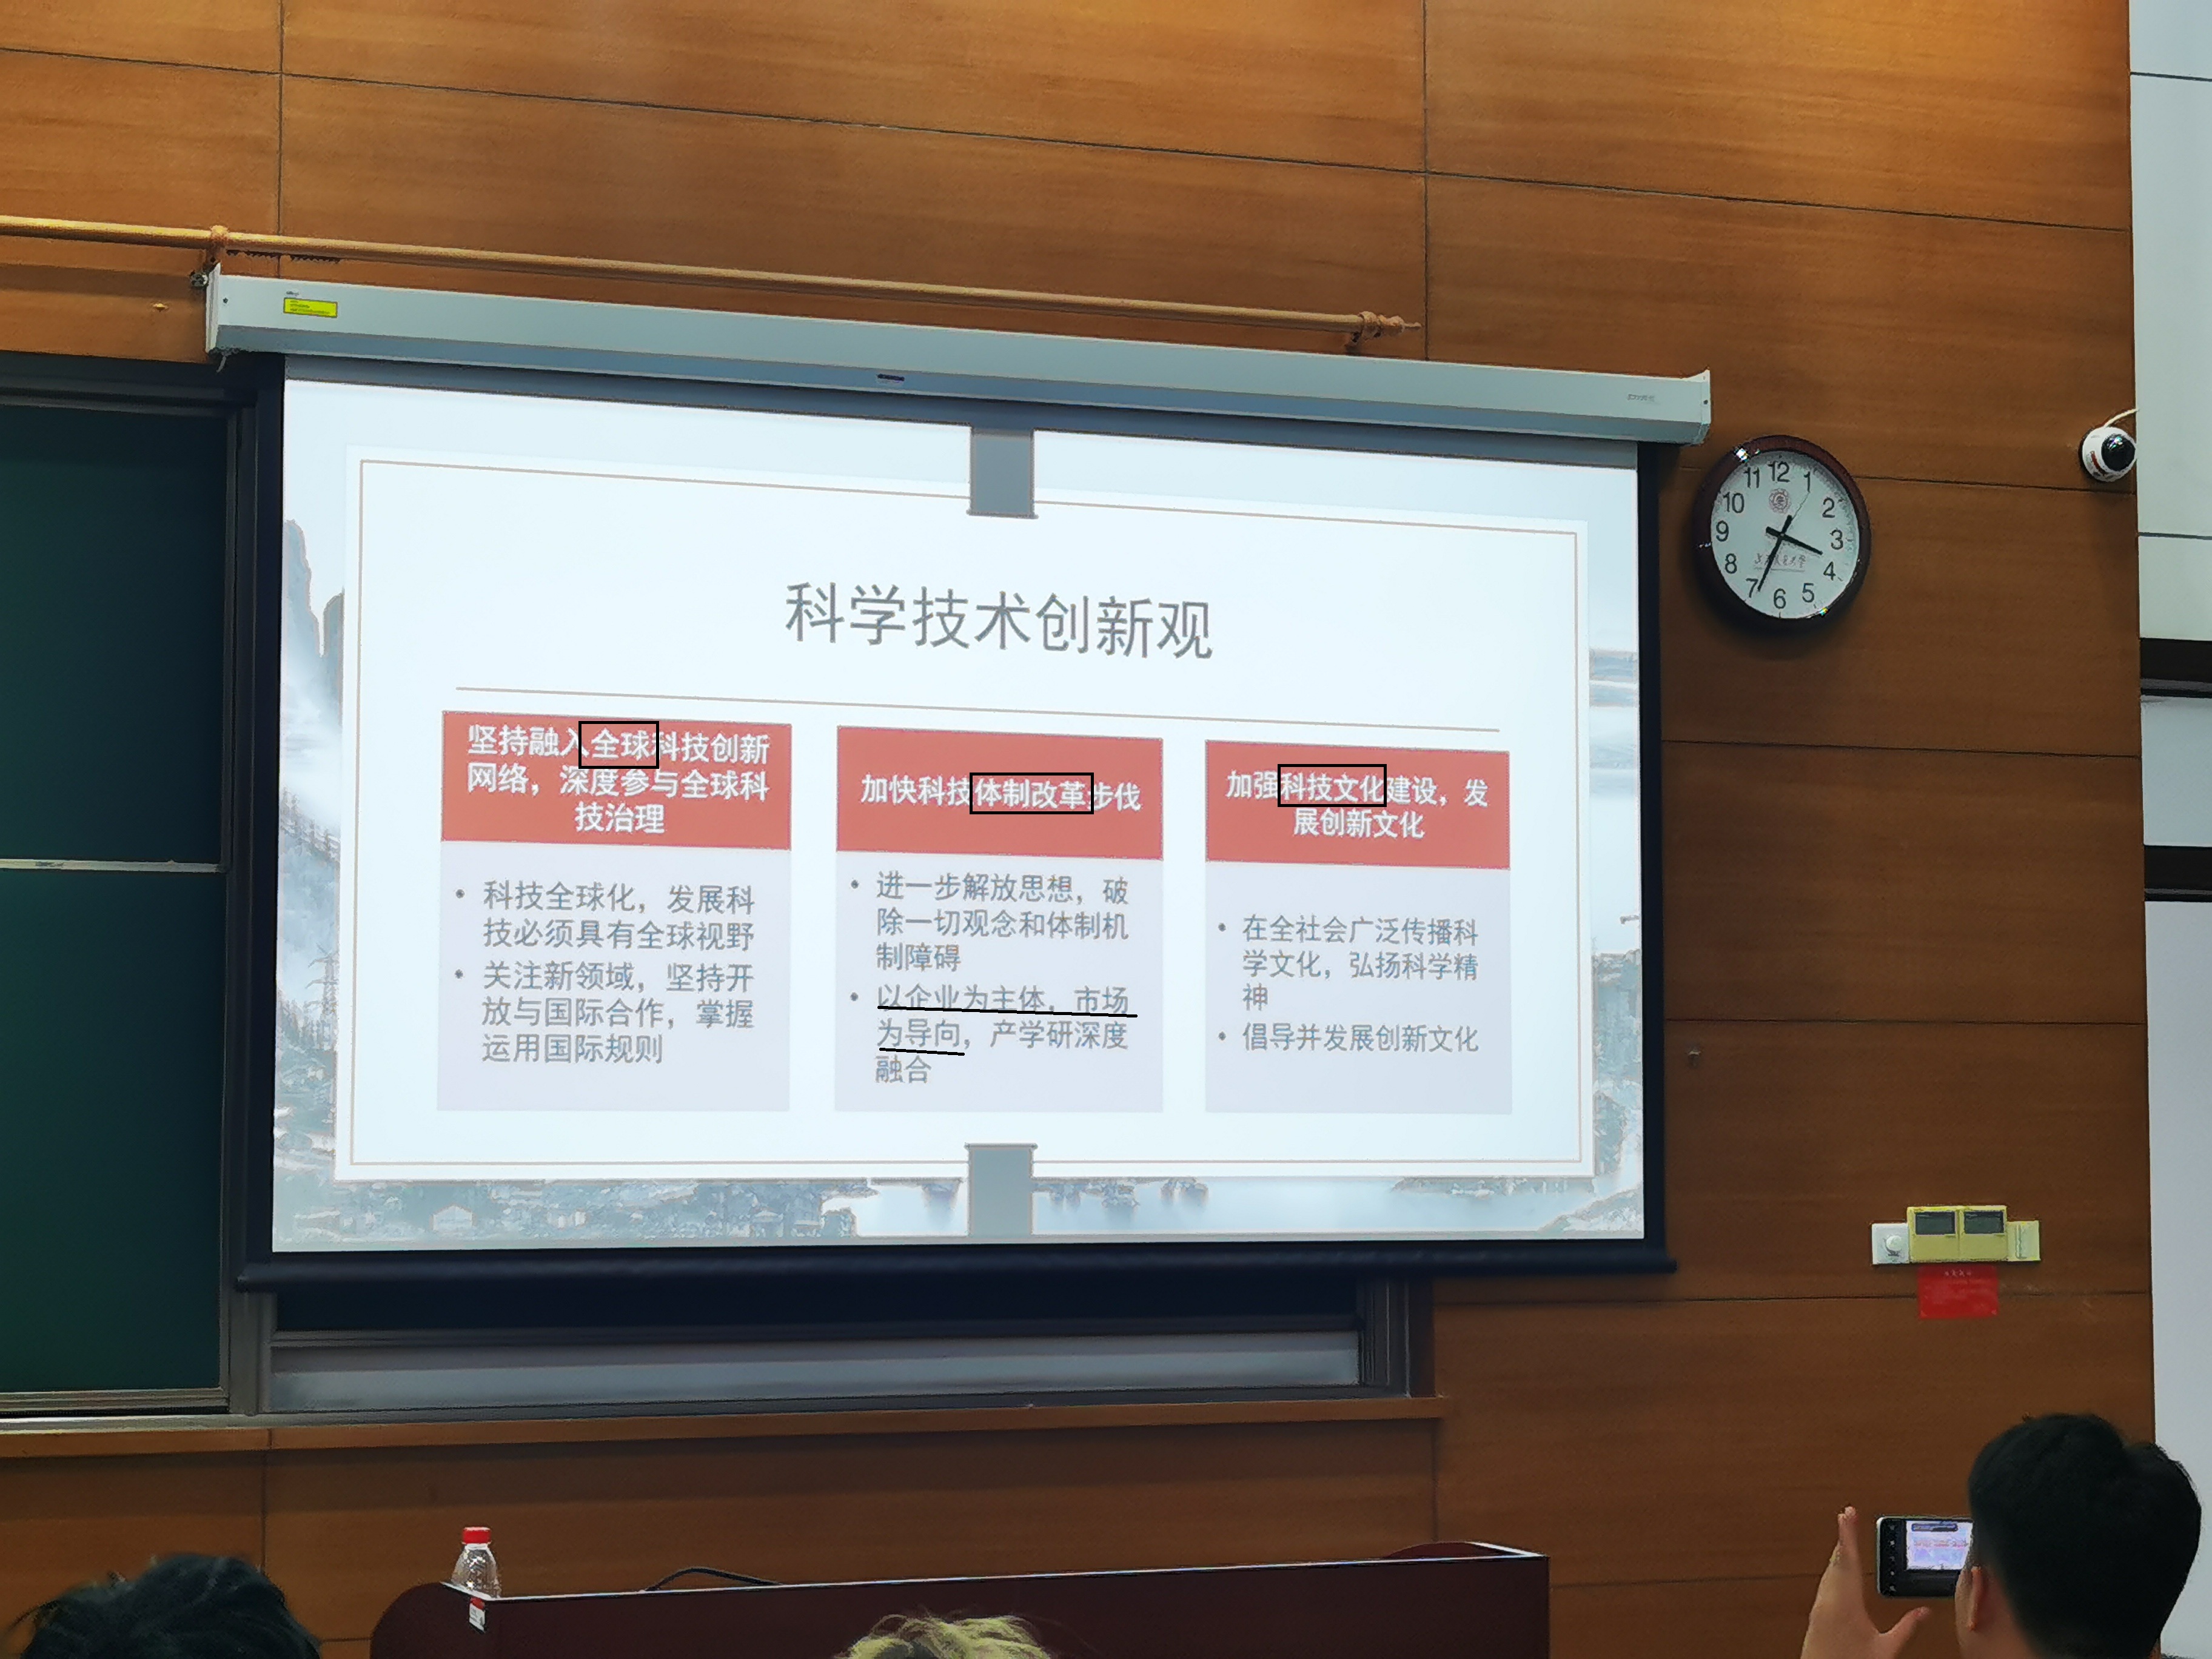 科学技术创新观
坚持融入全球科技创新
网络，深度参与全球科
技治理
• 科技全球化，发展科
技必须具有全球视野
• 关注新领域，坚持开
放与国际合作，掌握
运用国际规则
加快科技体制改革步伐
• 进一步解放思想，破
除一切观念和体制机
制障碍
• 以企业为主体，市场
为导向，产学研深度
融合
加强科技文化建设，发
展创新文化
• 在全社会广泛传播科
学文化，弘扬科学精
神
• 倡导并发展创新文化
12
1
2
3
4
5
6
7
8
9
10
11